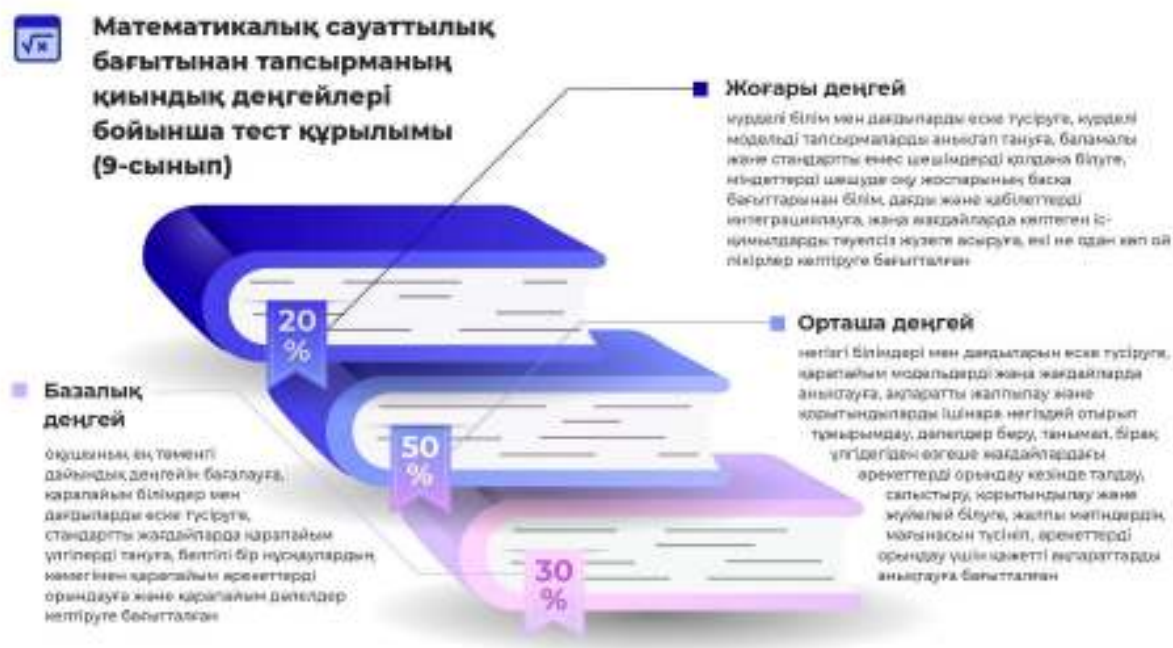 √x
Математикалық сауаттылық
бағытынан тапсырманың
қиындық деңгейлері
бойынша тест құрылымы
(9-сынып)
Жоғары деңгей
күрделі білім мен дағдыларды еске түсіруге, күрделі
модельді тапсырмаларды анықтап тануға, баламалы
және стандартты емес шешімдерді қолдана білуге,
міндеттерді шешуде оқу жоспарының басқа
бағыттарынан білім, дағды және қабілеттерді
интеграциялауға, жаңа жағдайларда көптеген іс-
қимылдарды тәуелсіз жүзеге асыруға, екі не одан көп ой
пікірлер келтіруге бағытталған
20
%
Орташа деңгей
негізгі білімдері мен дағдыларын еске түсіруге,
қарапайым модельдерді жаңа жағдайларда
анықтауға, ақпаратты жалпылау және
қорытындыларды ішінара негіздей отырып
тұжырымдау, дәлелдер беру, танымал, бірақ
үлгідегіден өзгеше жағдайлардағы
әрекеттерді орындау кезінде талдау,
салыстыру, қорытындылау және
жүйелей білуге, жалпы мәтіндердің
мағынасын түсініп, әрекеттерді
орындау үшін қажетті ақпараттарды
анықтауға бағытталған
50
%
Базалық
деңгей
оқушының ең төменгі
дайындық деңгейін бағалауға,
қарапайым білімдер мен
дағдыларды еске түсіруге,
стандартты жағдайларда қарапайым
үлгілерді тануға, белгілі бір нұсқаулардың
көмегімен қарапайым әрекеттерді
орындауға және қарапайым дәлелдер
келтіруге бағытталған
30
%